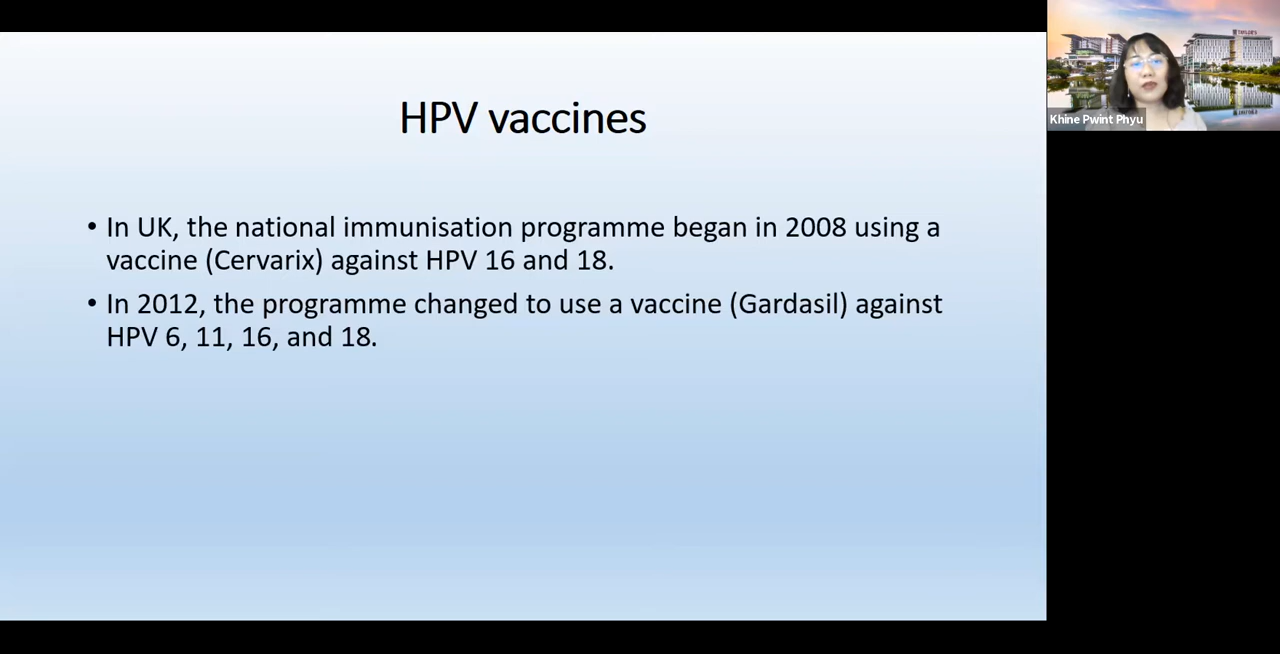 HPV vaccines
• In UK, the national immunisation programme began in 2008 using a
vaccine (Cervarix) against HPV 16 and 18.
• In 2012, the programme changed to use a vaccine (Gardasil) against
HPV 6, 11, 16, and 18.
TAYLOR'S
Khine Pwint Phyu